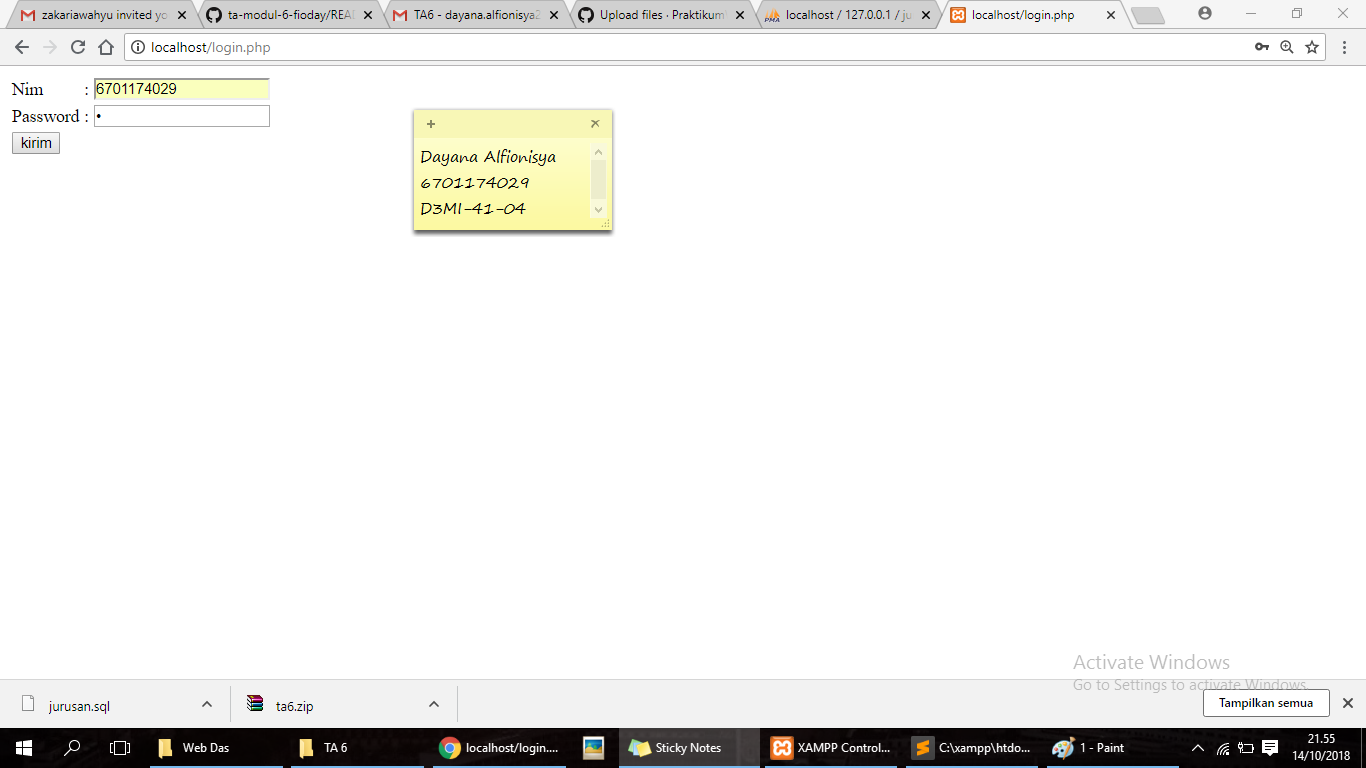 zakariawahyu invited yo
ta-modul-6-fioday/REA
TA6 - dayana.alfionisya2
Upload files · Praktikum
localhost / 127.0.0.1 / ju
localhost/login.php
localhost/login.php
Nim : 6701174029
Password : •
kirim
Dayana Alfionisya
6701174029
D3MI-41-04
Activate Windows
Go to Settings to activate Windows.
jurusan.sql
ta6.zip
Tampilkan semua
Web Das
TA 6
localhost/login....
Sticky Notes
XAMPP Control...
C:\xampp\htdo...
1 - Paint
21.55
14/10/2018